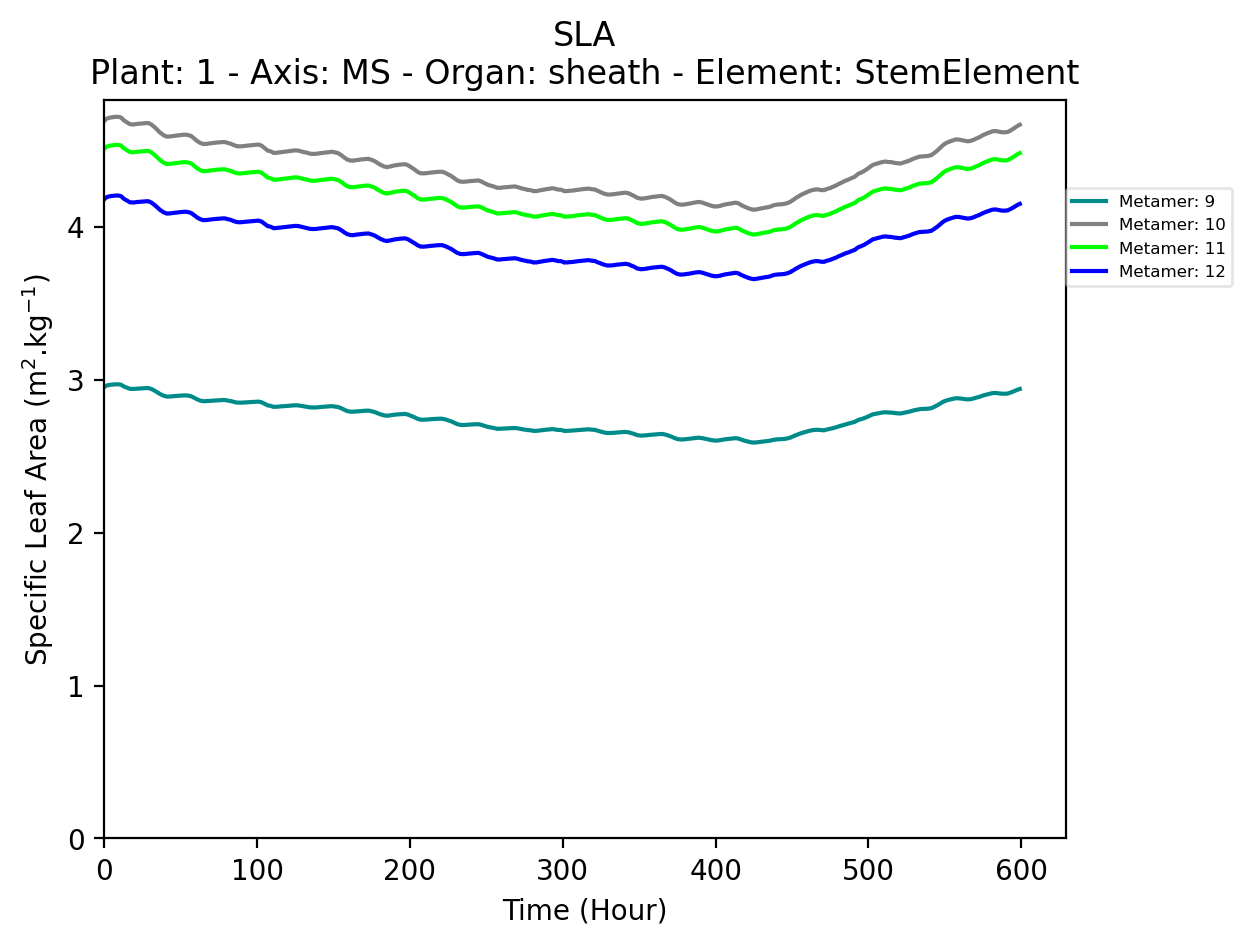 SLA
Plant: 1 - Axis: MS - Organ: sheath - Element: StemElement
Specific Leaf Area (m².kg⁻¹)
4
3
2
1
0
0 100 200 300 400 500 600
Time (Hour)
Metamer: 9
Metamer: 10
Metamer: 11
Metamer: 12